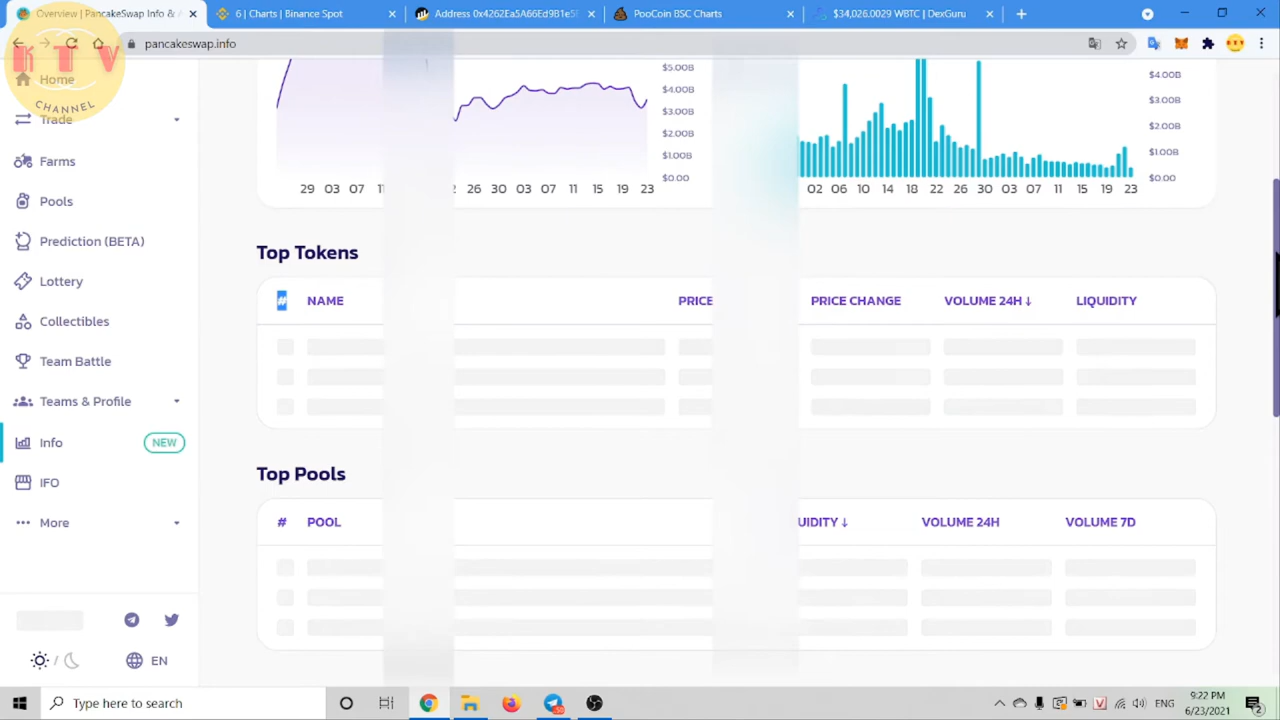 Overview | PancakeSwap Info & A
6 | Charts | Binance Spot
Address 0x4262Ea5A66Ed9B1e5
PooCoin BSC Charts
$34,026.0029 WBTC | DexGuru
pancakeswap.info
KTV
CHANNEL
Home
Trade
Farms
Pools
Prediction (BETA)
Lottery
Collectibles
Team Battle
Teams & Profile
Info
NEW
IFO
More
EN
$5.00B
$4.00B
$3.00B
$2.00B
$1.00B
$0.00
29 03 07 26 30 03 07 11 15 19 23
$4.00B
$3.00B
$2.00B
$1.00B
$0.00
02 06 10 14 18 22 26 30 03 07 11 15 19 23
Top Tokens
# NAME PRICE PRICE CHANGE VOLUME 24H ↓ LIQUIDITY
Top Pools
# POOL UIDITY ↓ VOLUME 24H VOLUME 7D
Type here to search
ENG
9:22 PM
6/23/2021
2